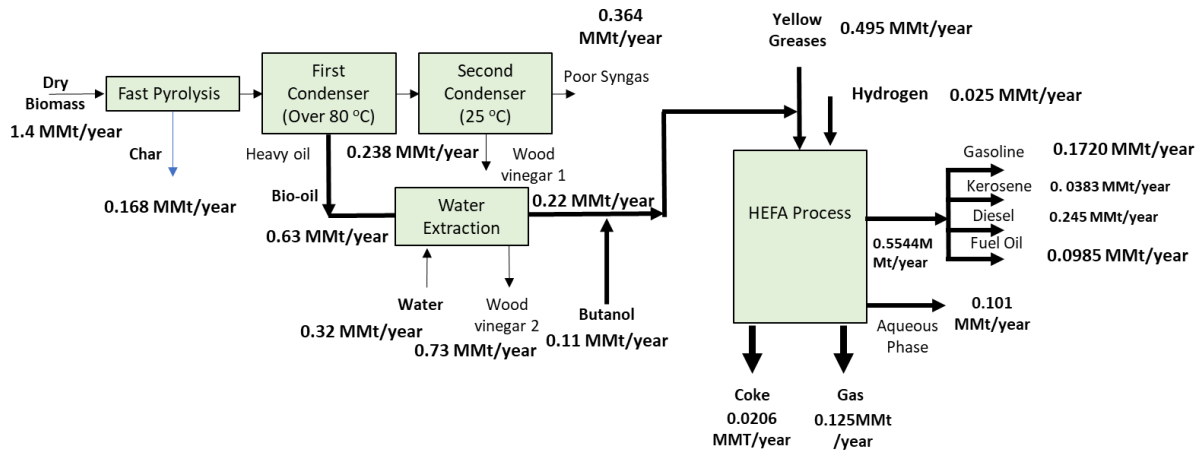 0.364
MMt/year
Yellow
Greases
0.495 MMt/year
Dry
Biomass
1.4 MMt/year
Fast Pyrolysis
First
Condenser
(Over 80 °C)
Second
Condenser
(25 °C)
Poor Syngas
Hydrogen
0.025 MMt/year
Char
0.168 MMt/year
Heavy oil
0.238 MMt/year
Wood
vinegar 1
Bio-oil
0.63 MMt/year
Water
Extraction
0.22 MMt/year
Water
0.32 MMt/year
Wood
vinegar 2
0.73 MMt/year
Butanol
0.11 MMt/year
HEFA Process
0.5544M
Mt/year
Gasoline
0.1720 MMt/year
Kerosene
0. 0383 MMt/year
Diesel
0.245 MMt/year
Fuel Oil
0.0985 MMt/year
Aqueous
Phase
0.101
MMt/year
Coke
0.0206
MMT/year
Gas
0.125MMt
/year